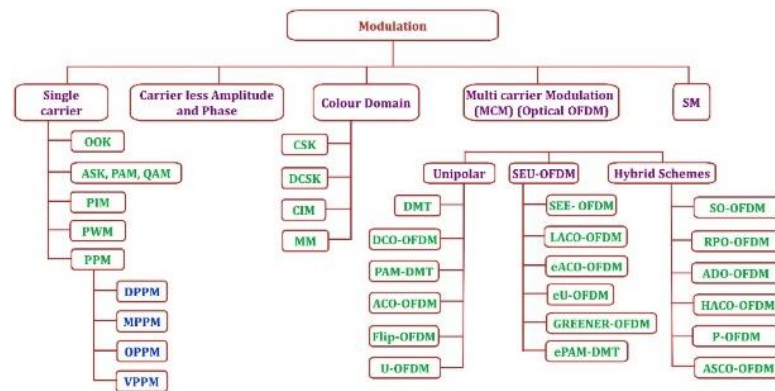 Modulation
Single
carrier
Carrier less Amplitude
and Phase
Colour Domain
Multi carrier Modulation
(MCM) (Optical OFDM)
SM
OOK
ASK, PAM, QAM
PIM
PWM
PPM
DPPM
MPPM
OPPM
VPPM
CSK
DCSK
CIM
MM
Unipolar
DMT
DCO-OFDM
PAM-DMT
ACO-OFDM
Flip-OFDM
U-OFDM
SEU-OFDM
SEE- OFDM
LACO-OFDM
eACO-OFDM
eU-OFDM
GREENER-OFDM
ePAM-DMT
Hybrid Schemes
SO-OFDM
RPO-OFDM
ADO-OFDM
HACO-OFDM
P-OFDM
ASCO-OFDM